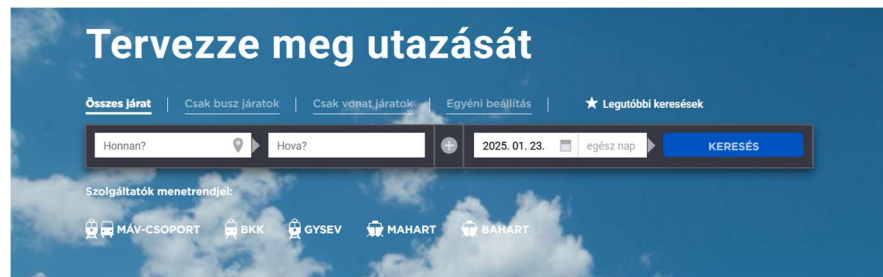 Tervezze meg utazását
Összes járat | Csak busz járatok | Csak vonat járatok | Egyéni beállítás | Legutóbbi keresések
Honnan? Hova? 2025. 01. 23. egész nap KERESÉS
Szolgáltatók menetrendjei:
MÁV-CSOPORT BKK GYSEV MAHART BAHART